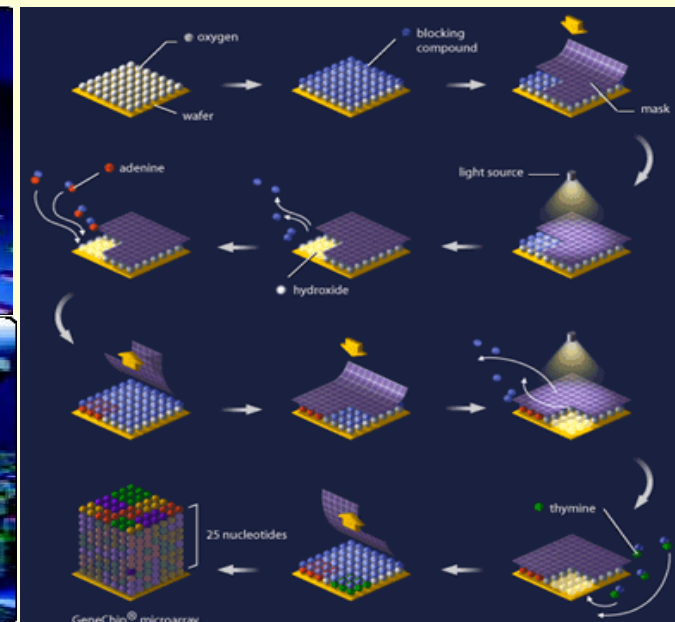 oxygen
blocking
compound
wafer
mask
adenine
light source
hydroxide
thymine
25 nucleotides
GeneChip® microarray